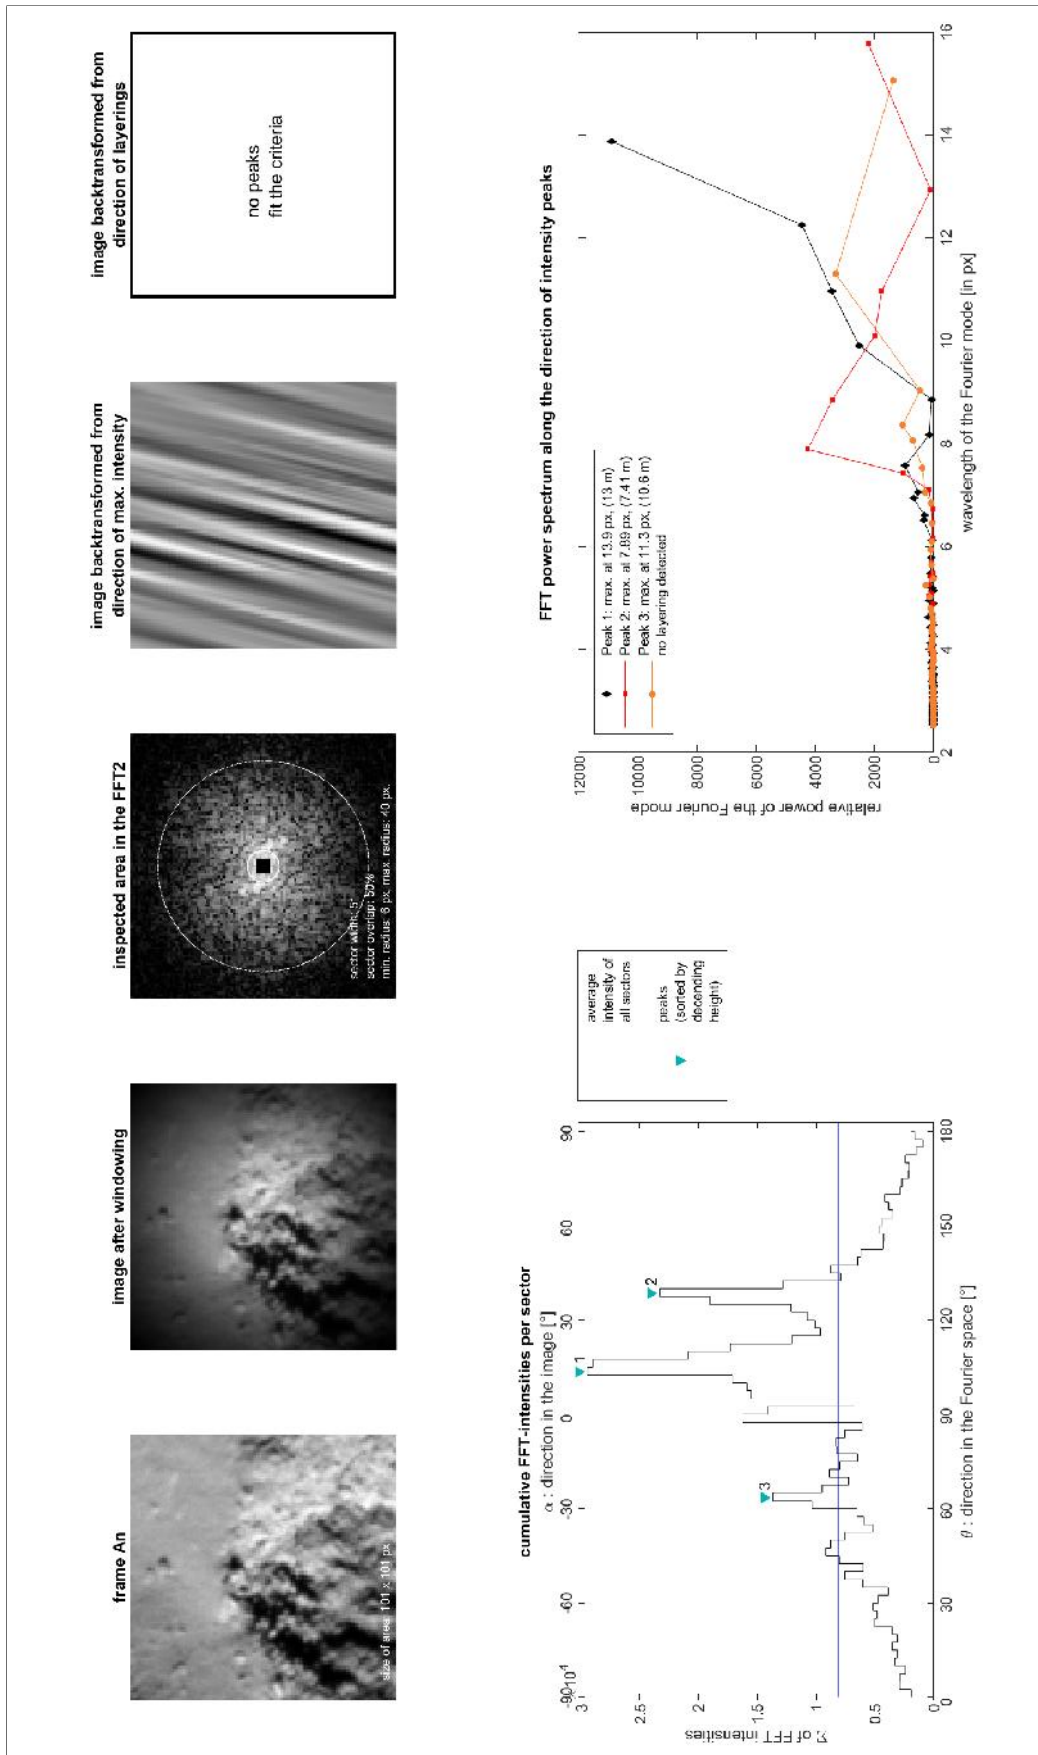 frame An
size of area: 101 x 101 px
image after windowing
inspected area in the FFT2
sector width: 5°
sector overlap: 50%
min. radius: 6 px, max. radius: 40 px.
image backtransformed from
direction of max. intensity
image backtransformed from
direction of layerings
no peaks
fit the criteria
cumulative FFT-intensities per sector
α : direction in the image [°]
-90 -60 -30 0 30 60 90
10⁴
3
2.5
2
1.5
1
0.5
0
Σ of FFT intensities
1
2
3
0 30 60 90 120 150 180
θ : direction in the Fourier space [°]
average
intensity of
all sectors
peaks
(sorted by
decending
height)
FFT power spectrum along the direction of intensity peaks
12000
10000
8000
6000
4000
2000
0
relative power of the Fourier mode
Peak 1: max. at 13.9 px, (13 m)
Peak 2: max. at 7.89 px, (7.41 m)
Peak 3: max. at 11.3 px, (10.6 m)
no layering detected
2 4 6 8 10 12 14 16
wavelength of the Fourier mode [in px]